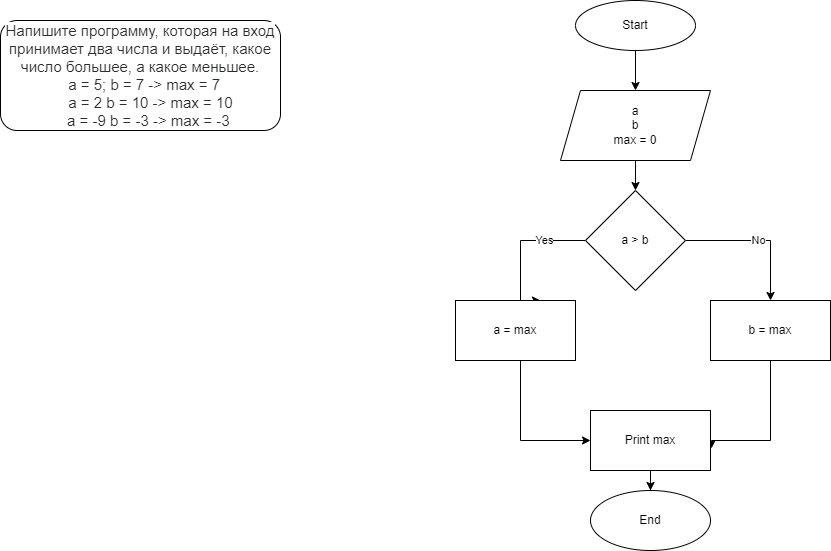 Напишите программу, которая на вход
принимает два числа и выдаёт, какое
число большее, а какое меньшее.
a = 5; b = 7 -> max = 7
a = 2 b = 10 -> max = 10
a = -9 b = -3 -> max = -3
Start
a
b
max = 0
a > b
Yes
No
a = max
b = max
Print max
End